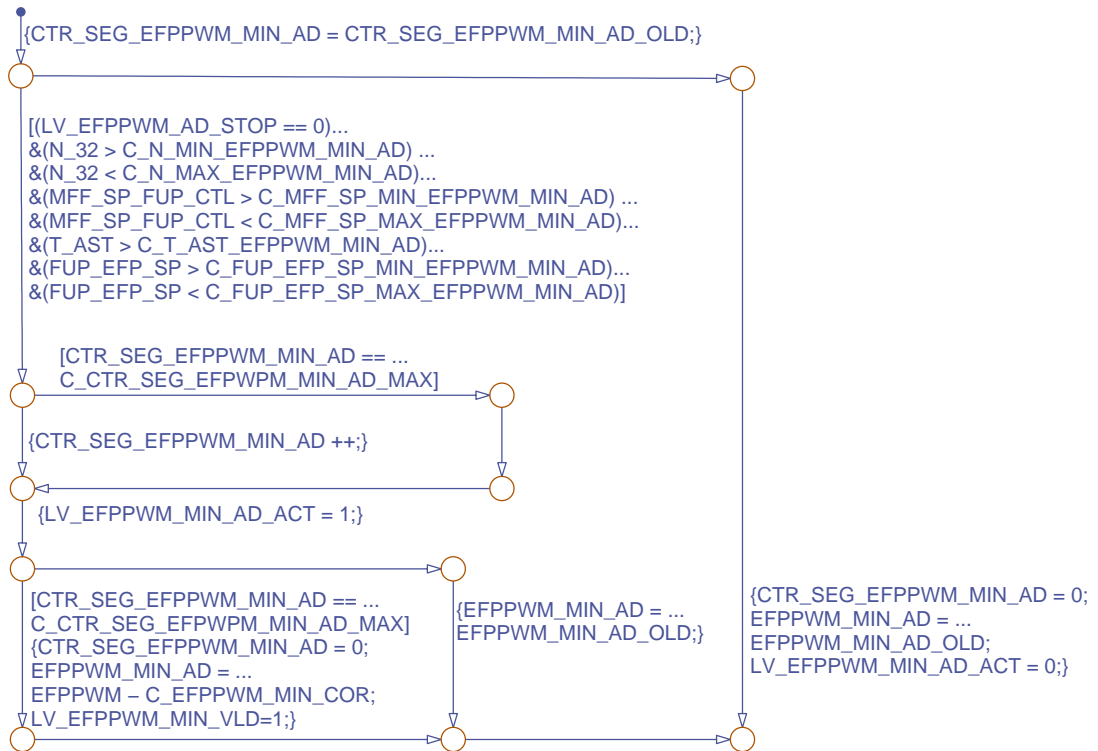 {CTR_SEG_EFPPWM_MIN_AD = CTR_SEG_EFPPWM_MIN_AD_OLD;}
[(LV_EFPPWM_AD_STOP == 0)...
&(N_32 > C_N_MIN_EFPPWM_MIN_AD) ...
&(N_32 < C_N_MAX_EFPPWM_MIN_AD)...
&(MFF_SP_FUP_CTL > C_MFF_SP_MIN_EFPPWM_MIN_AD) ...
&(MFF_SP_FUP_CTL < C_MFF_SP_MAX_EFPPWM_MIN_AD)...
&(T_AST > C_T_AST_EFPPWM_MIN_AD)...
&(FUP_EFP_SP > C_FUP_EFP_SP_MIN_EFPPWM_MIN_AD)...
&(FUP_EFP_SP < C_FUP_EFP_SP_MAX_EFPPWM_MIN_AD)]
[CTR_SEG_EFPPWM_MIN_AD == ...
C_CTR_SEG_EFPWPM_MIN_AD_MAX]
{CTR_SEG_EFPPWM_MIN_AD ++;}
{LV_EFPPWM_MIN_AD_ACT = 1;}
[CTR_SEG_EFPPWM_MIN_AD == ...
C_CTR_SEG_EFPWPM_MIN_AD_MAX]
{CTR_SEG_EFPPWM_MIN_AD = 0;
EFPPWM_MIN_AD = ...
EFPPWM − C_EFPPWM_MIN_COR;
LV_EFPPWM_MIN_VLD=1;}
{EFPPWM_MIN_AD = ...
EFPPWM_MIN_AD_OLD;}
{CTR_SEG_EFPPWM_MIN_AD = 0;
EFPPWM_MIN_AD = ...
EFPPWM_MIN_AD_OLD;
LV_EFPPWM_MIN_AD_ACT = 0;}